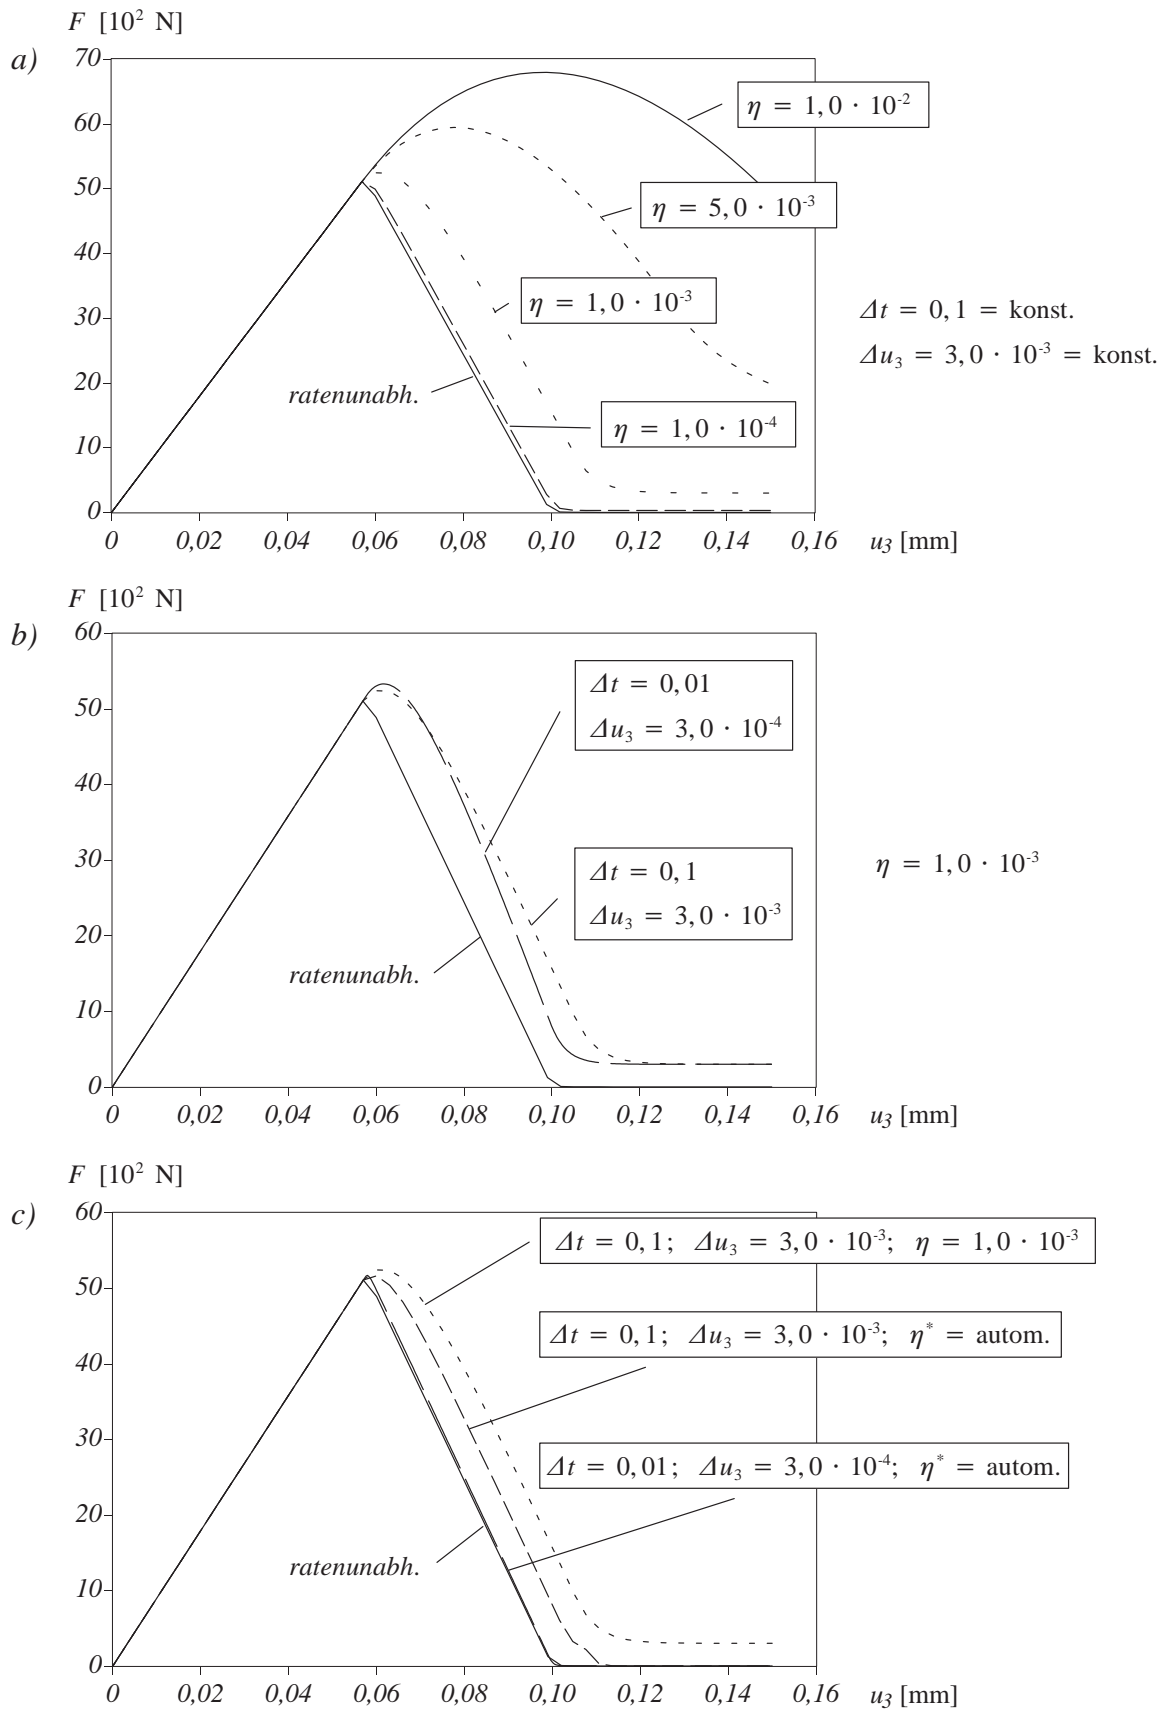 F [10² N]
a)
70
60
50
40
30
20
10
0
η = 1,0 · 10⁻²
η = 5,0 · 10⁻³
η = 1,0 · 10⁻³
Δt = 0,1 = konst.
Δu₃ = 3,0 · 10⁻³ = konst.
ratenunabh.
η = 1,0 · 10⁻⁴
0 0,02 0,04 0,06 0,08 0,10 0,12 0,14 0,16 u₃ [mm]
F [10² N]
b)
60
50
40
30
20
10
0
Δt = 0,01
Δu₃ = 3,0 · 10⁻⁴
Δt = 0,1
Δu₃ = 3,0 · 10⁻³
η = 1,0 · 10⁻³
ratenunabh.
0 0,02 0,04 0,06 0,08 0,10 0,12 0,14 0,16 u₃ [mm]
F [10² N]
c)
60
50
40
30
20
10
0
Δt = 0,1; Δu₃ = 3,0 · 10⁻³; η = 1,0 · 10⁻³
Δt = 0,1; Δu₃ = 3,0 · 10⁻³; η* = autom.
Δt = 0,01; Δu₃ = 3,0 · 10⁻⁴; η* = autom.
ratenunabh.
0 0,02 0,04 0,06 0,08 0,10 0,12 0,14 0,16 u₃ [mm]